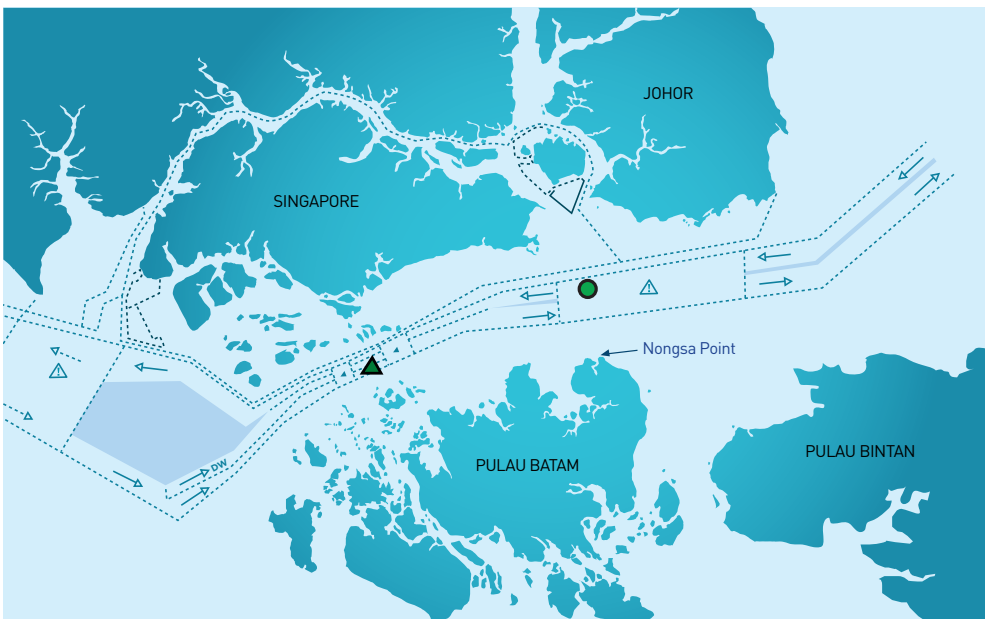 JOHOR
SINGAPORE
Nongsa Point
PULAU BATAM
PULAU BINTAN
DW